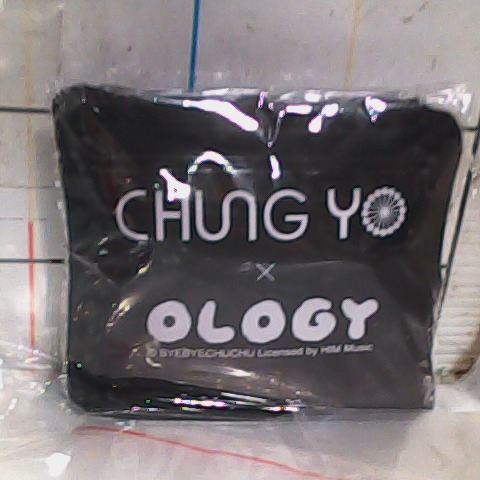 CHUNG YO
×
OLOGY
© BYEBYECHUCHU Licensed by HIM Music